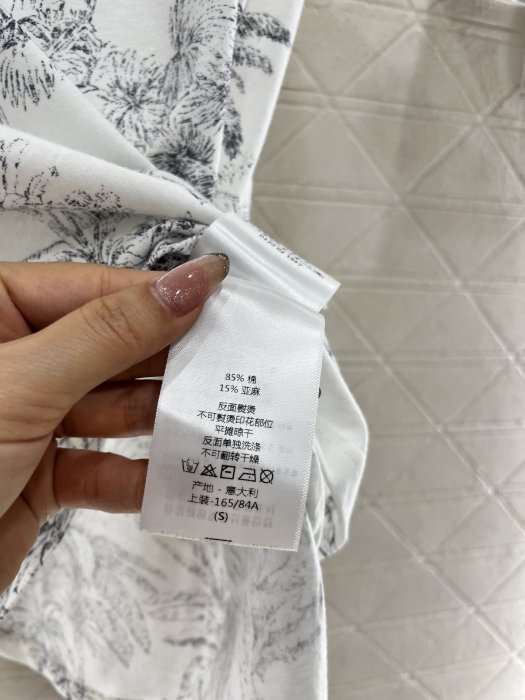 85% 棉
15% 亚麻
反面熨烫
不可熨烫印花部位
平摊晾干
反面单独洗涤
不可翻转干燥
产地 - 意大利
上装-165/84A
(S)